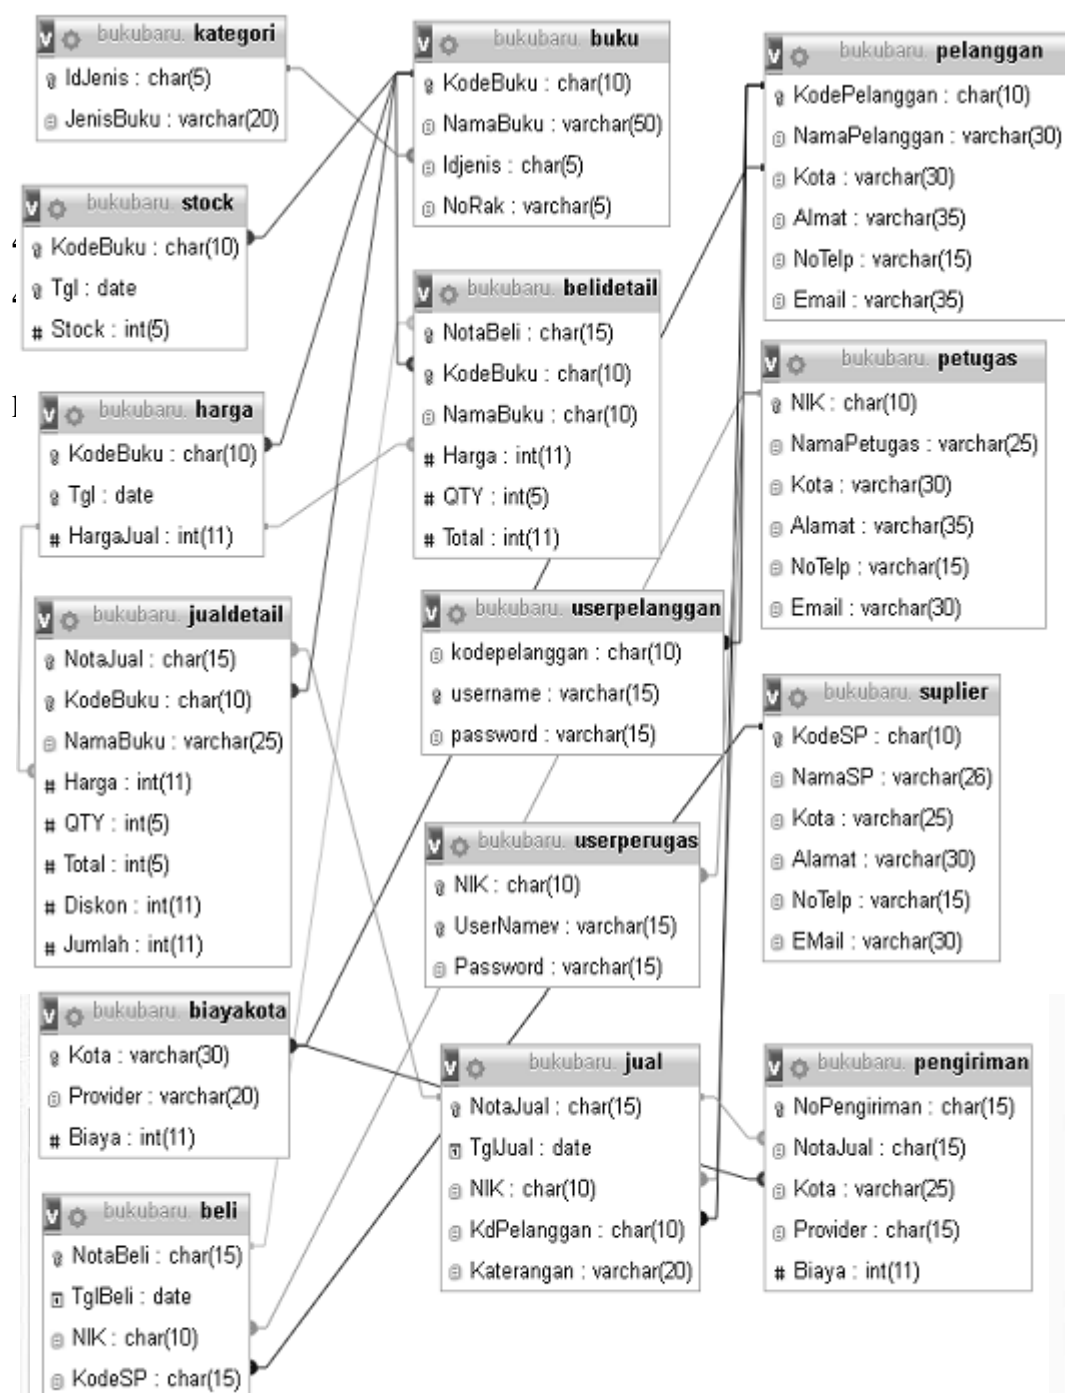 bukubaru. kategori
IdJenis : char(5)
JenisBuku : varchar(20)
bukubaru. stock
KodeBuku : char(10)
Tgl : date
# Stock : int(5)
bukubaru. harga
KodeBuku : char(10)
Tgl : date
# HargaJual : int(11)
bukubaru. jualdetail
NotaJual : char(15)
KodeBuku : char(10)
NamaBuku : varchar(25)
# Harga : int(11)
# QTY : int(5)
# Total : int(5)
# Diskon : int(11)
# Jumlah : int(11)
bukubaru. biayakota
Kota : varchar(30)
Provider : varchar(20)
# Biaya : int(11)
bukubaru. beli
NotaBeli : char(15)
TglBeli : date
NIK : char(10)
KodeSP : char(15)
bukubaru. buku
KodeBuku : char(10)
NamaBuku : varchar(50)
Idjenis : char(5)
NoRak : varchar(5)
bukubaru. belidetail
NotaBeli : char(15)
KodeBuku : char(10)
NamaBuku : char(10)
# Harga : int(11)
# QTY : int(5)
# Total : int(11)
bukubaru. userpelanggan
kodepelanggan : char(10)
username : varchar(15)
password : varchar(15)
bukubaru. userperugas
NIK : char(10)
UserNamev : varchar(15)
Password : varchar(15)
bukubaru. jual
NotaJual : char(15)
TglJual : date
NIK : char(10)
KdPelanggan : char(10)
Katerangan : varchar(20)
bukubaru. pelanggan
KodePelanggan : char(10)
NamaPelanggan : varchar(30)
Kota : varchar(30)
Almat : varchar(35)
NoTelp : varchar(15)
Email : varchar(35)
bukubaru. petugas
NIK : char(10)
NamaPetugas : varchar(25)
Kota : varchar(30)
Alamat : varchar(35)
NoTelp : varchar(15)
Email : varchar(30)
bukubaru. suplier
KodeSP : char(10)
NamaSP : varchar(26)
Kota : varchar(25)
Alamat : varchar(30)
NoTelp : varchar(15)
EMail : varchar(30)
bukubaru. pengiriman
NoPengiriman : char(15)
NotaJual : char(15)
Kota : varchar(25)
Provider : char(15)
# Biaya : int(11)